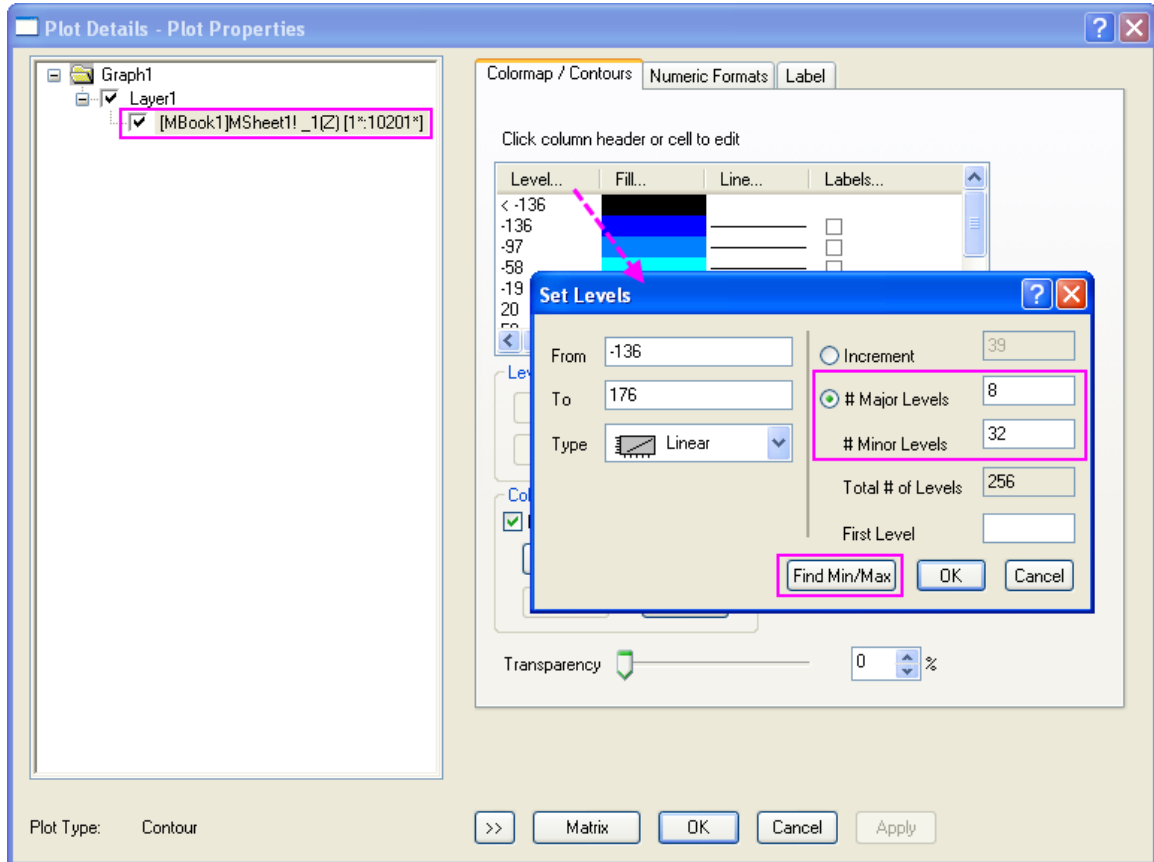 Plot Details - Plot Properties
Graph1
Layer1
[MBook1]MSheet1! _1(Z) [1*:10201*]
Colormap / Contours Numeric Formats Label
Click column header or cell to edit
Level... Fill... Line... Labels...
< -136
-136
-97
-58
-19
20
Set Levels
From -136
To 176
Type Linear
Increment 39
# Major Levels 8
# Minor Levels 32
Total # of Levels 256
First Level
Find Min/Max OK Cancel
Transparency 0 %
Plot Type: Contour >> Matrix OK Cancel Apply